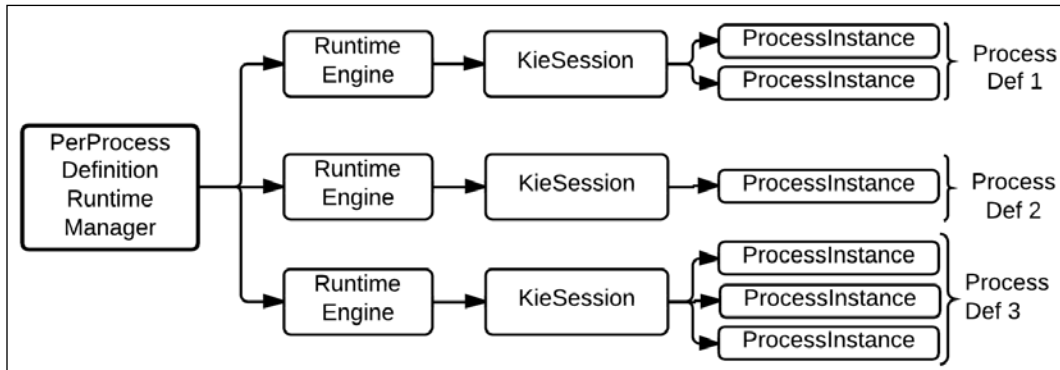 PerProcess
Definition
Runtime
Manager
Runtime
Engine
KieSession
ProcessInstance
ProcessInstance
Process
Def 1
Runtime
Engine
KieSession
ProcessInstance
Process
Def 2
Runtime
Engine
KieSession
ProcessInstance
ProcessInstance
ProcessInstance
Process
Def 3